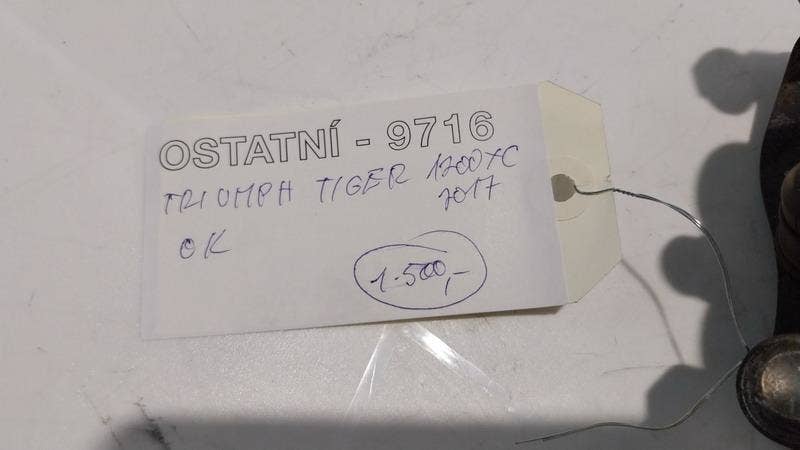 OSTATNÍ - 9716
TRIUMPH TIGER 1200XC
2017
OK
1.500,-